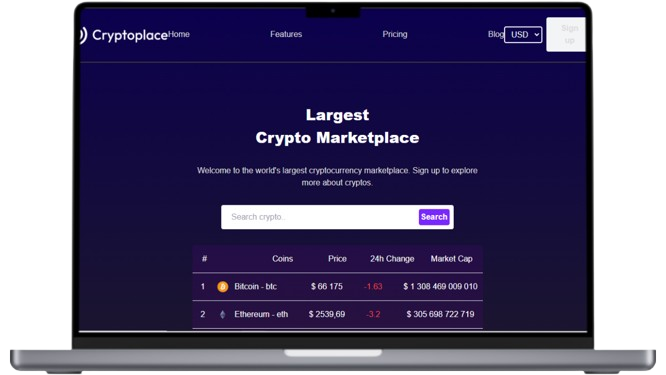 Cryptoplace Home Features Pricing Blog USD Sign
up
Largest
Crypto Marketplace
Welcome to the world's largest cryptocurrency marketplace. Sign up to explore
more about cryptos.
Search crypto.. Search
# Coins Price 24h Change Market Cap
1 Bitcoin - btc $ 66 175 -1.63 $ 1 308 469 009 010
2 Ethereum - eth $ 2539,69 -3.2 $ 305 698 722 719